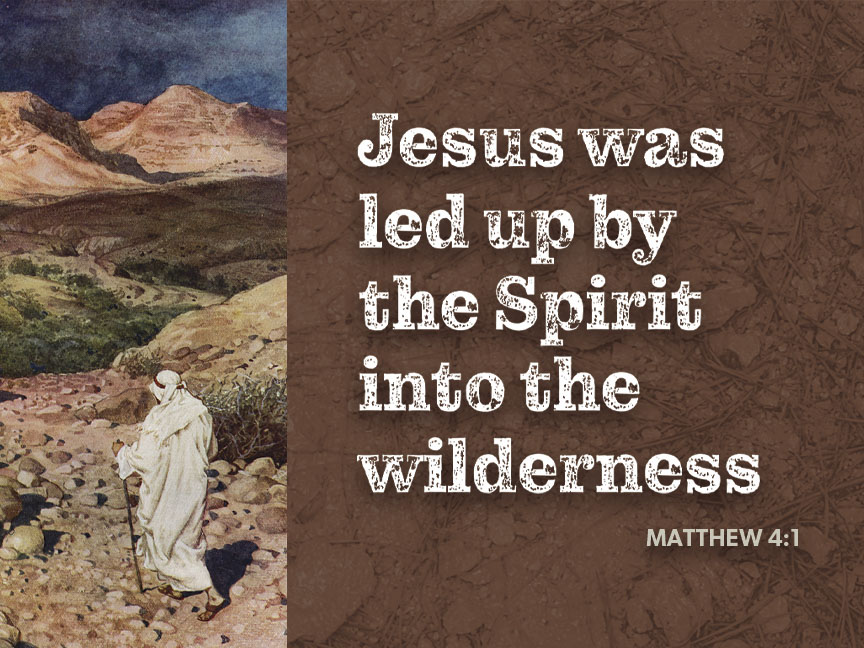 Jesus was
led up by
the Spirit
into the
wilderness
MATTHEW 4:1